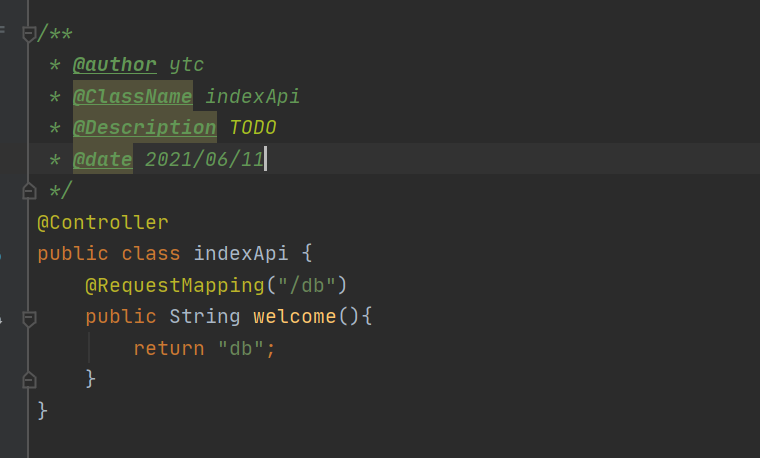 /**
 * @author ytc
 * @ClassName indexApi
 * @Description TODO
 * @date 2021/06/11
 */
@Controller
public class indexApi {
    @RequestMapping("/db")
    public String welcome(){
        return "db";
    }
}